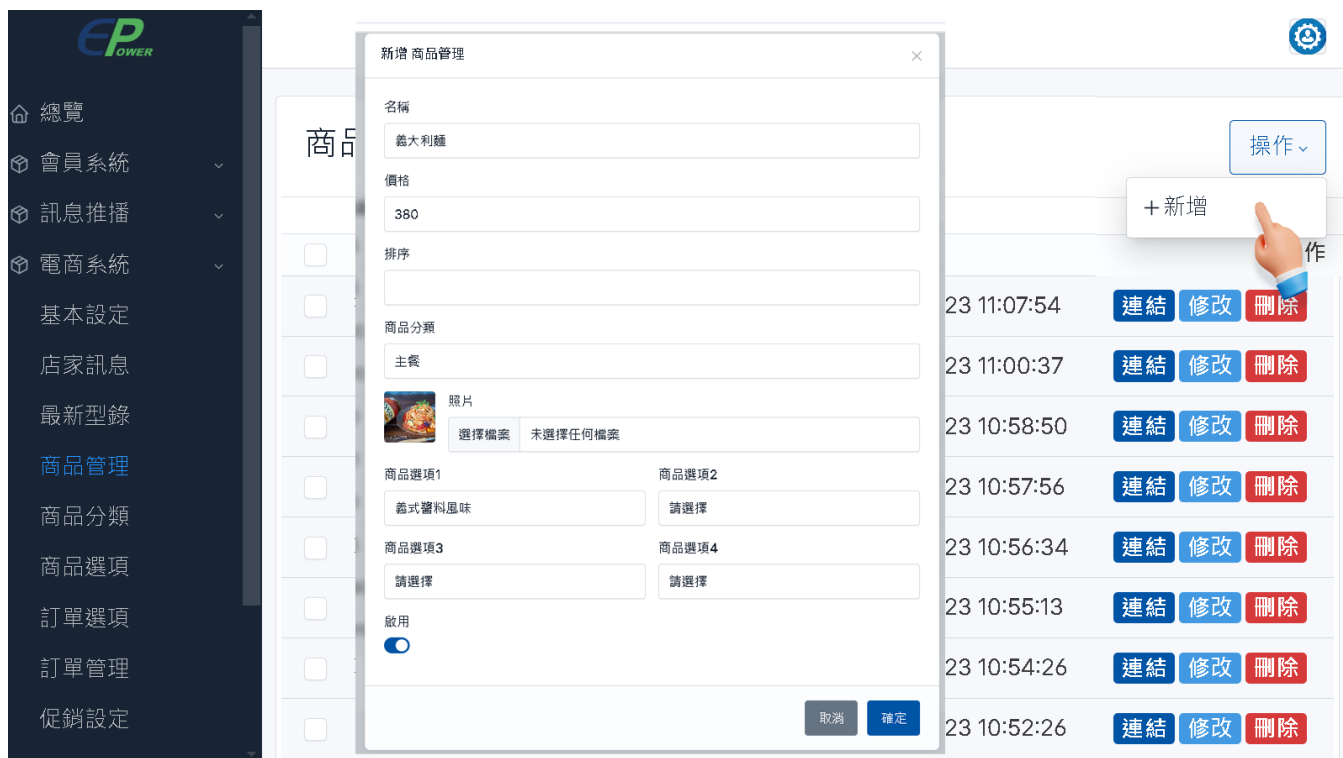 EPOWER
總覽
會員系統
訊息推播
電商系統
基本設定
店家訊息
最新型錄
商品管理
商品分類
商品選項
訂單選項
訂單管理
促銷設定
商品
操作
+新增
作
新增 商品管理
×
名稱
義大利麵
價格
380
排序
商品分類
主餐
照片
選擇檔案 未選擇任何檔案
商品選項1 商品選項2
義式醬料風味 請選擇
商品選項3 商品選項4
請選擇 請選擇
啟用
取消 確定
23 11:07:54 連結 修改 刪除
23 11:00:37 連結 修改 刪除
23 10:58:50 連結 修改 刪除
23 10:57:56 連結 修改 刪除
23 10:56:34 連結 修改 刪除
23 10:55:13 連結 修改 刪除
23 10:54:26 連結 修改 刪除
23 10:52:26 連結 修改 刪除